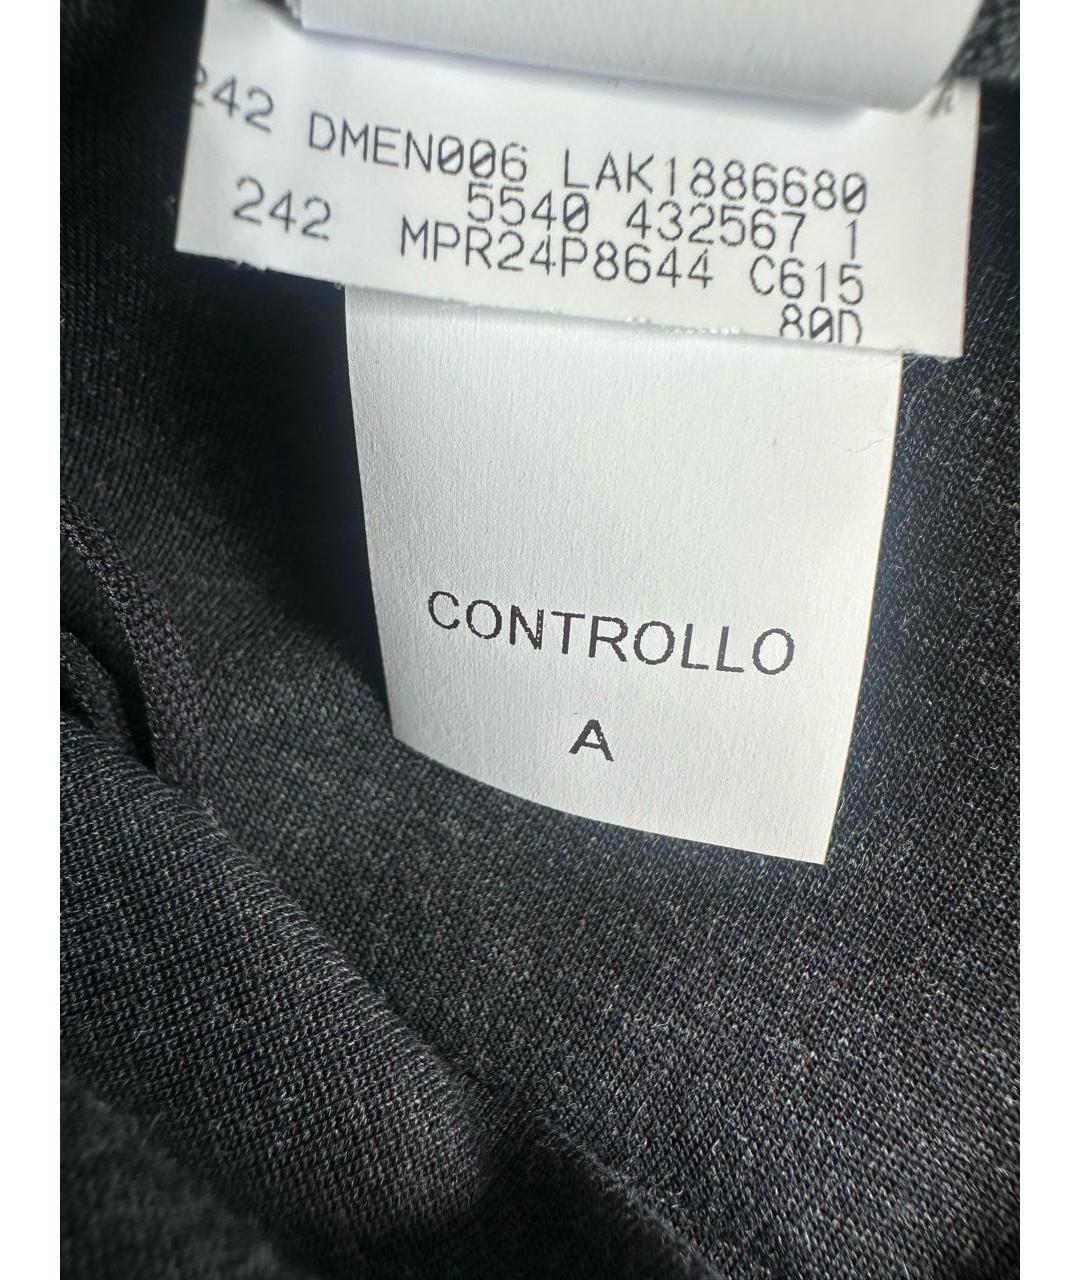 242 DMEN006 LAK1886680
5540 432567 1
242 MPR24P8644 C615
80D
CONTROLLO
A